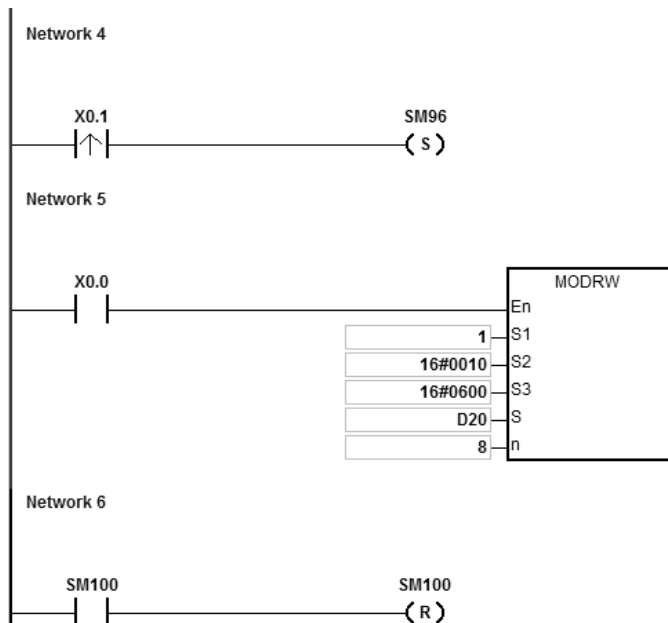 Network 4
X0.1 SM96
S
Network 5
X0.0 MODRW
En
1 S1
16#0010 S2
16#0600 S3
D20 S
8 n
Network 6
SM100 SM100
R